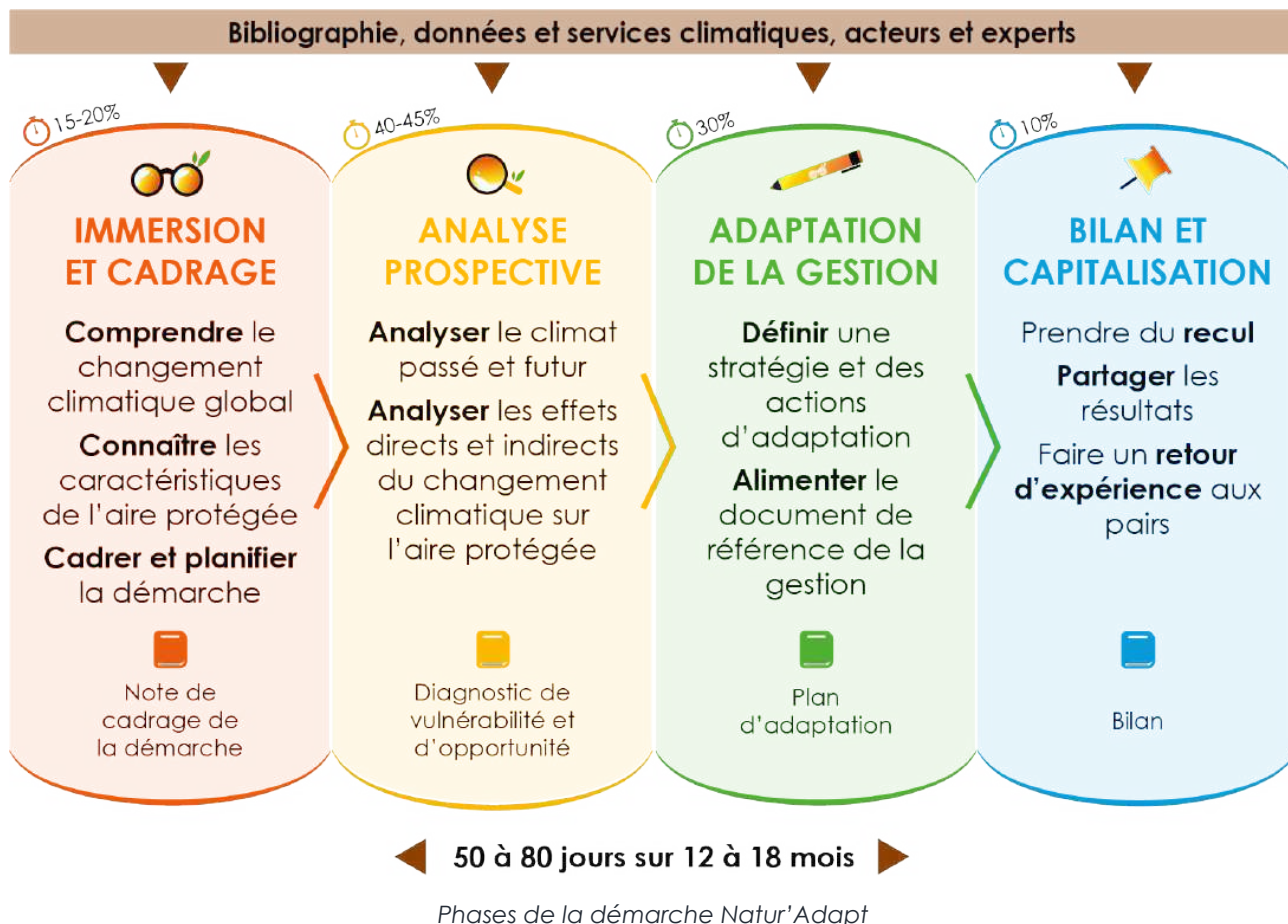 Bibliographie, données et services climatiques, acteurs et experts
15-20%
IMMERSION
ET CADRAGE
Comprendre le
changement
climatique global
Connaître les
caractéristiques
de l'aire protégée
Cadrer et planifier
la démarche
Note de
cadrage de
la démarche
40-45%
ANALYSE
PROSPECTIVE
Analyser le climat
passé et futur
Analyser les effets
directs et indirects
du changement
climatique sur
l'aire protégée
Diagnostic de
vulnérabilité et
d'opportunité
30%
ADAPTATION
DE LA GESTION
Définir une
stratégie et des
actions
d'adaptation
Alimenter le
document de
référence de la
gestion
Plan
d'adaptation
10%
BILAN ET
CAPITALISATION
Prendre du recul
Partager les
résultats
Faire un retour
d'expérience aux
pairs
Bilan
50 à 80 jours sur 12 à 18 mois
Phases de la démarche Natur'Adapt